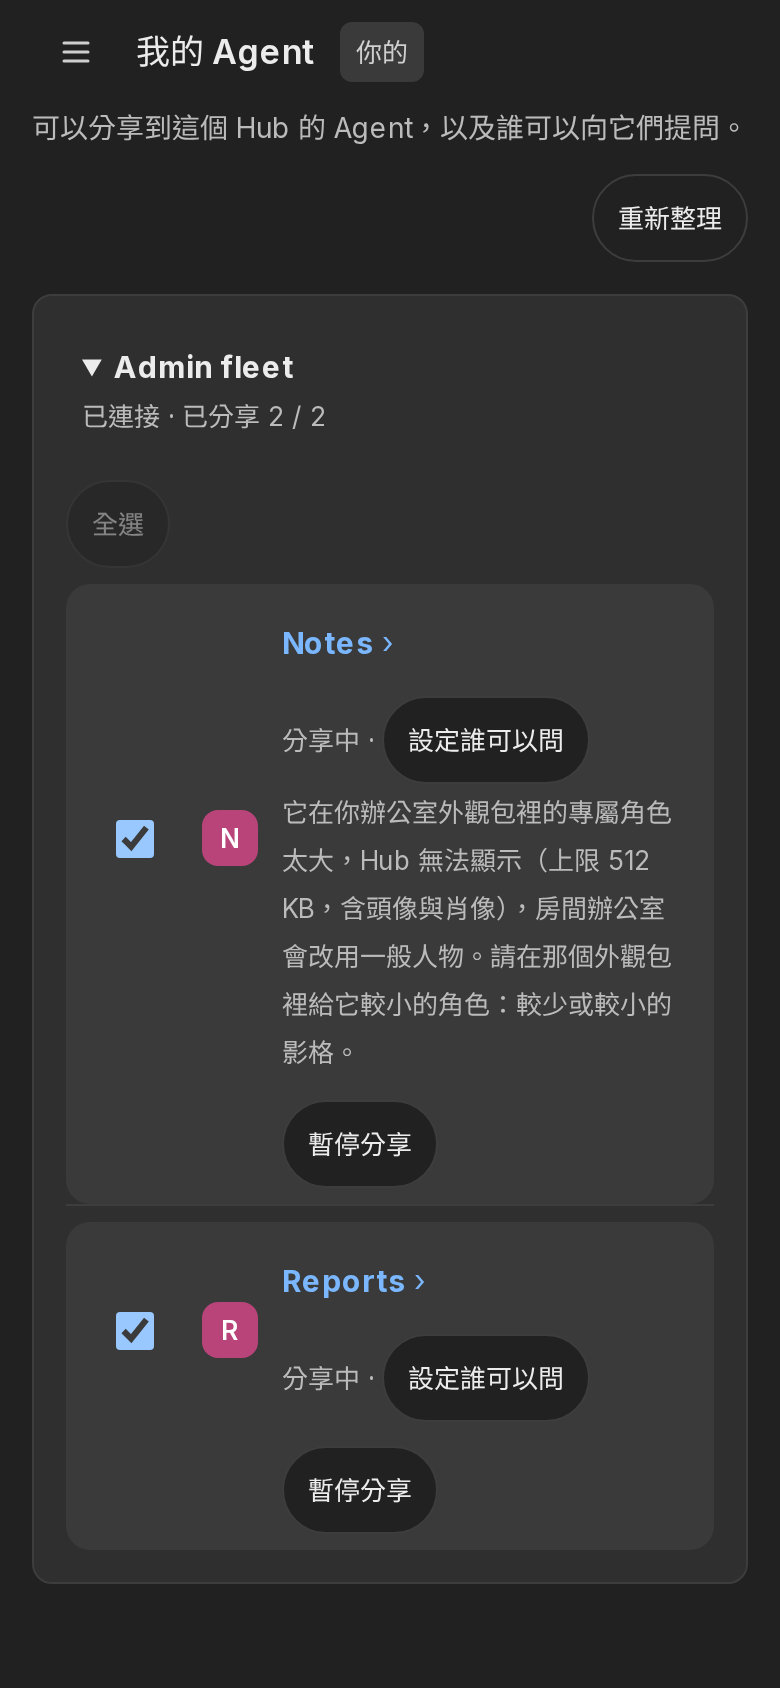 我的 Agent 你的
可以分享到這個 Hub 的 Agent，以及誰可以向它們提問。
重新整理
▼ Admin fleet
已連接 · 已分享 2 / 2
全選
Notes ›
分享中 · 設定誰可以問
N
它在你辦公室外觀包裡的專屬角色
太大，Hub 無法顯示（上限 512
KB，含頭像與肖像），房間辦公室
會改用一般人物。請在那個外觀包
裡給它較小的角色：較少或較小的
影格。
暫停分享
Reports ›
R
分享中 · 設定誰可以問
暫停分享